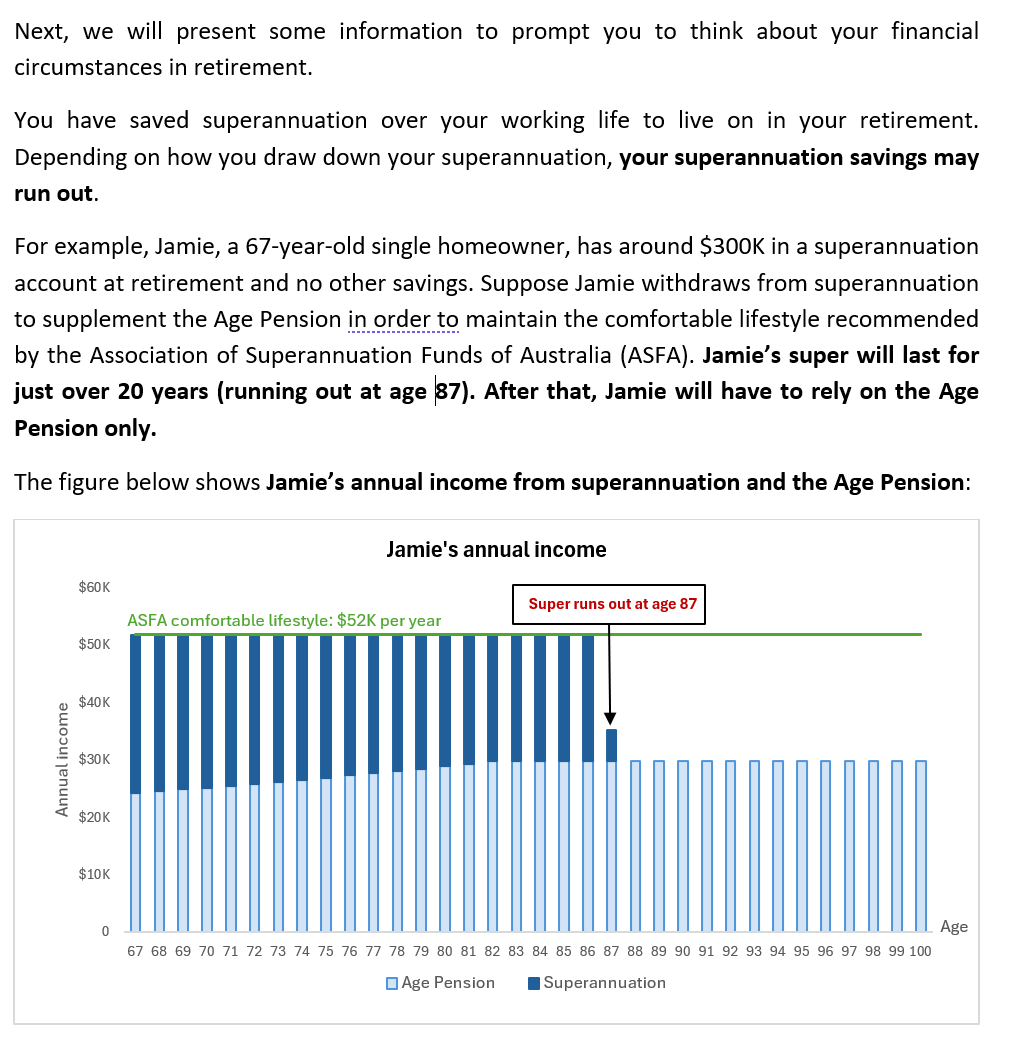 Next, we will present some information to prompt you to think about your financial
circumstances in retirement.
You have saved superannuation over your working life to live on in your retirement.
Depending on how you draw down your superannuation, your superannuation savings may
run out.
For example, Jamie, a 67-year-old single homeowner, has around $300K in a superannuation
account at retirement and no other savings. Suppose Jamie withdraws from superannuation
to supplement the Age Pension in order to maintain the comfortable lifestyle recommended
by the Association of Superannuation Funds of Australia (ASFA). Jamie’s super will last for
just over 20 years (running out at age 87). After that, Jamie will have to rely on the Age
Pension only.
The figure below shows Jamie’s annual income from superannuation and the Age Pension:
Jamie's annual income
$60K
Super runs out at age 87
ASFA comfortable lifestyle: $52K per year
$50K
$40K
$30K
$20K
$10K
0
Annual income
67 68 69 70 71 72 73 74 75 76 77 78 79 80 81 82 83 84 85 86 87 88 89 90 91 92 93 94 95 96 97 98 99 100
Age
Age Pension
Superannuation